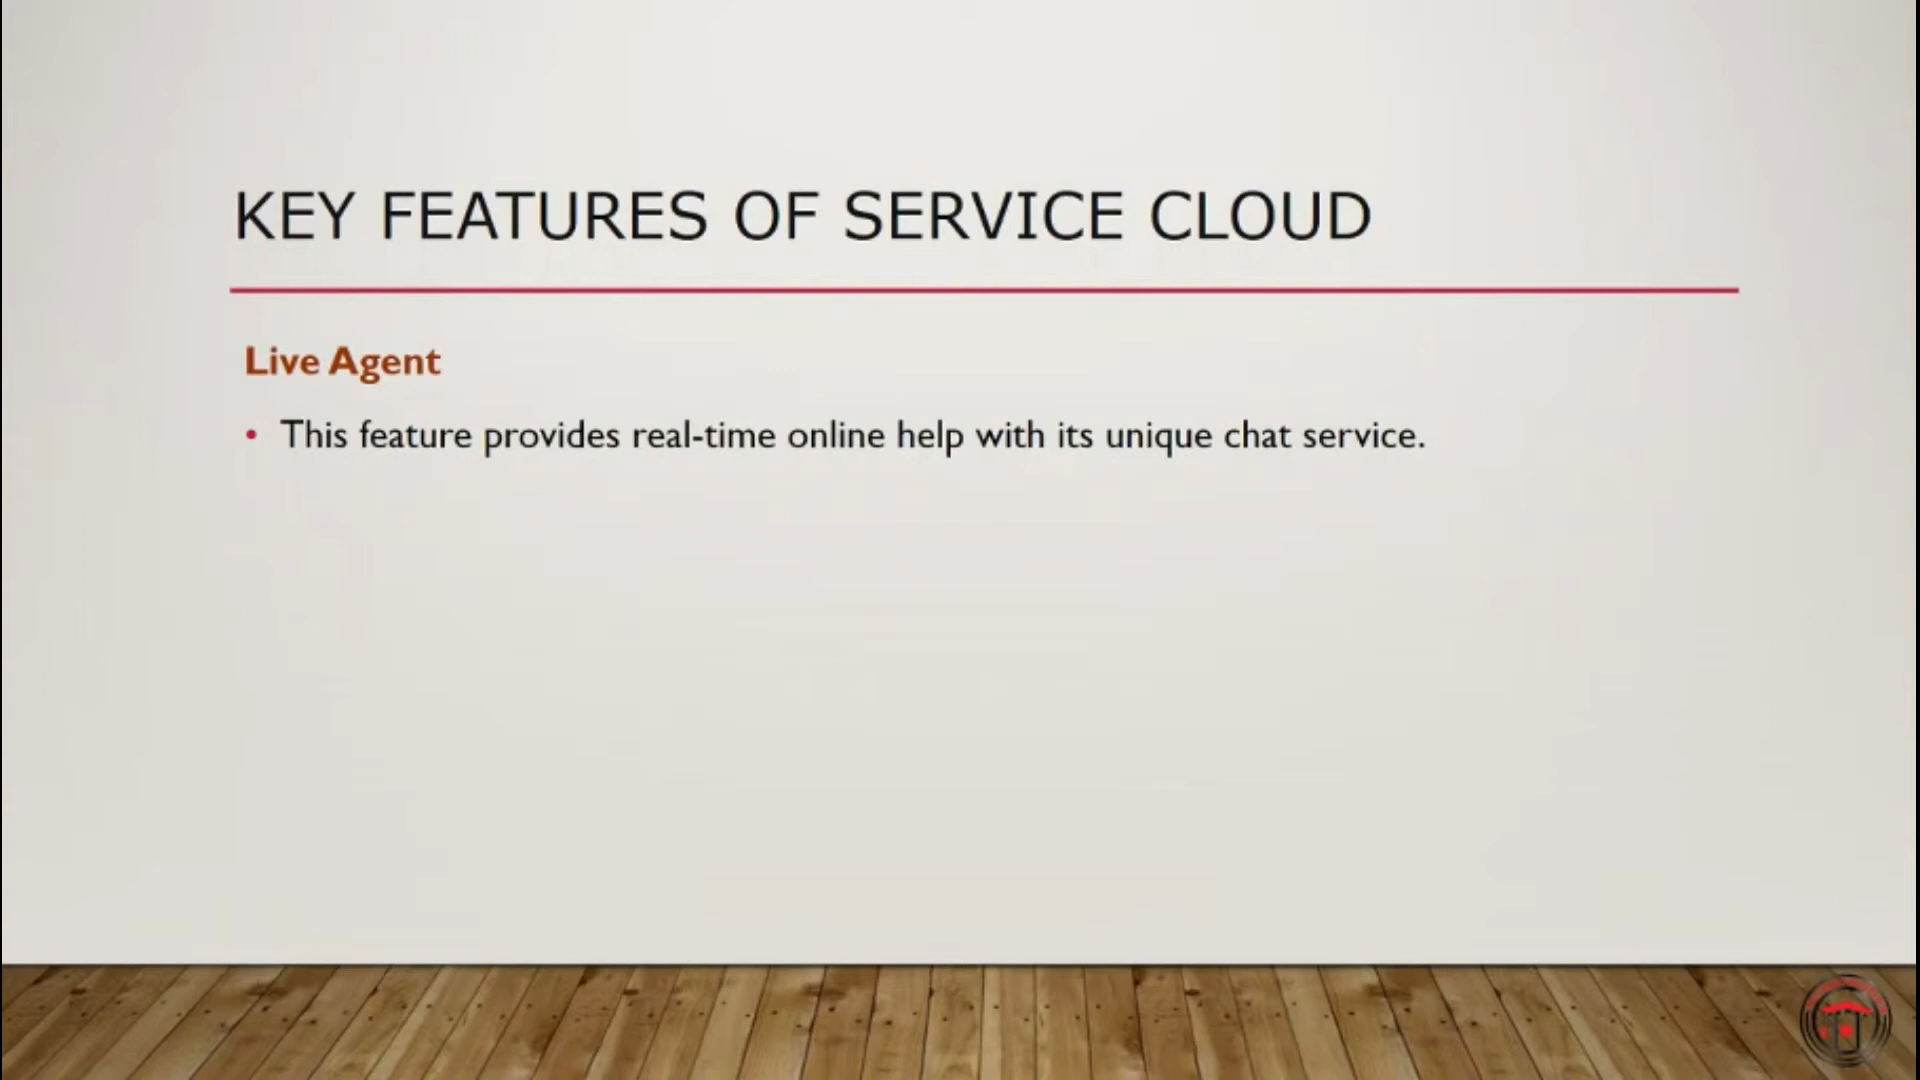 KEY FEATURES OF SERVICE CLOUD
Live Agent
• This feature provides real-time online help with its unique chat service.